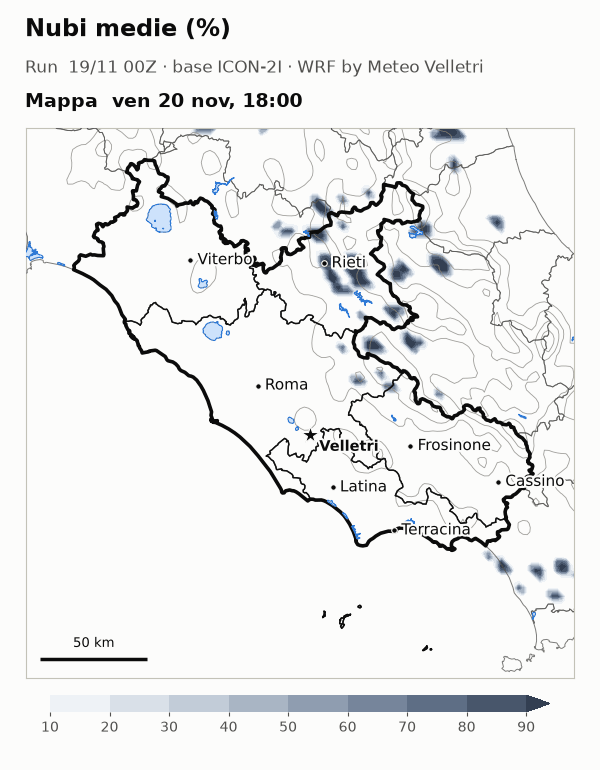 Nubi medie (%)
Run 19/11 00Z · base ICON-2I · WRF by Meteo Velletri
Mappa ven 20 nov, 18:00
Viterbo
Rieti
Roma
Velletri
Frosinone
Latina
Cassino
Terracina
50 km
10 20 30 40 50 60 70 80 90